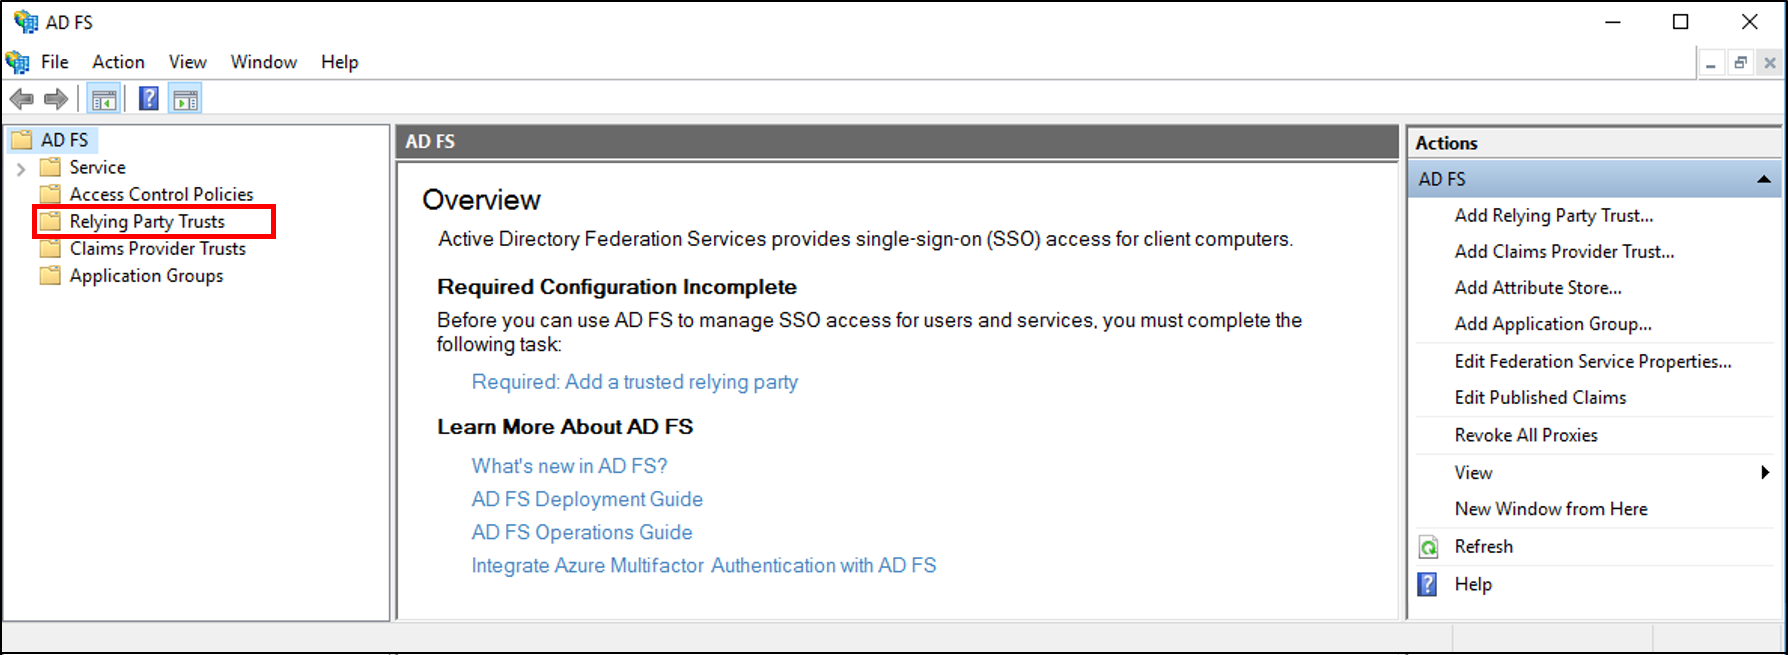 AD FS
File Action View Window Help
AD FS
Service
Access Control Policies
Relying Party Trusts
Claims Provider Trusts
Application Groups
AD FS
Overview
Active Directory Federation Services provides single-sign-on (SSO) access for client computers.
Required Configuration Incomplete
Before you can use AD FS to manage SSO access for users and services, you must complete the
following task:
Required: Add a trusted relying party
Learn More About AD FS
What's new in AD FS?
AD FS Deployment Guide
AD FS Operations Guide
Integrate Azure Multifactor Authentication with AD FS
Actions
AD FS
Add Relying Party Trust...
Add Claims Provider Trust...
Add Attribute Store...
Add Application Group...
Edit Federation Service Properties...
Edit Published Claims
Revoke All Proxies
View
New Window from Here
Refresh
Help